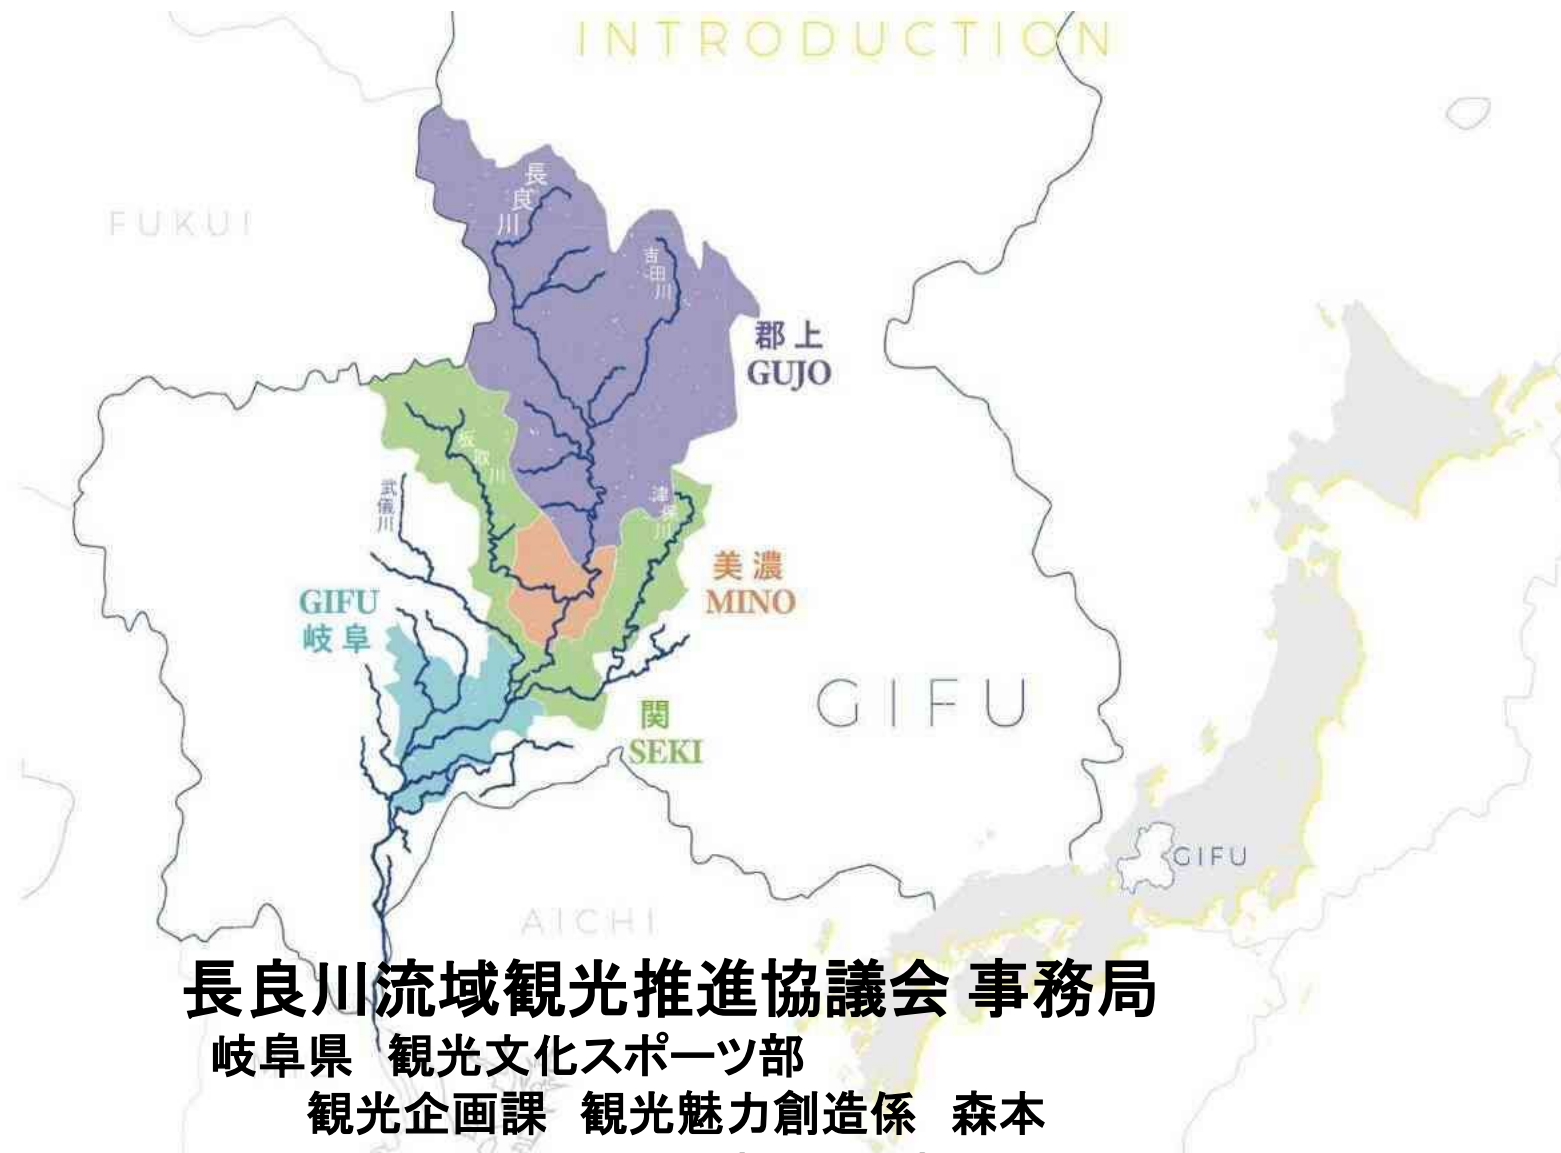 INTRODUCTION
長良川
FUKUI
吉田川
郡上
GUJO
板取川
武儀川
津保川
美濃
MINO
GIFU
岐阜
GIFU
関
SEKI
GIFU
AICHI
長良川流域観光推進協議会 事務局
岐阜県 観光文化スポーツ部
観光企画課 観光魅力創造係 森本